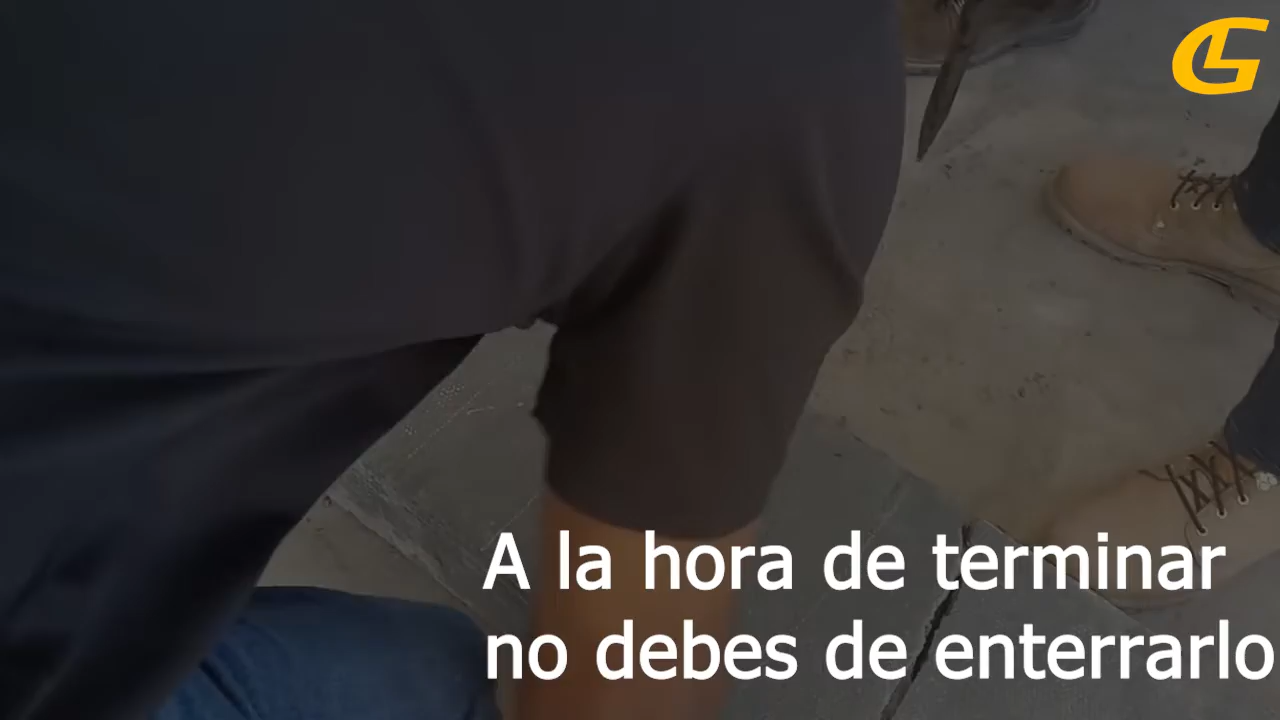 A la hora de terminar
no debes de enterrarlo